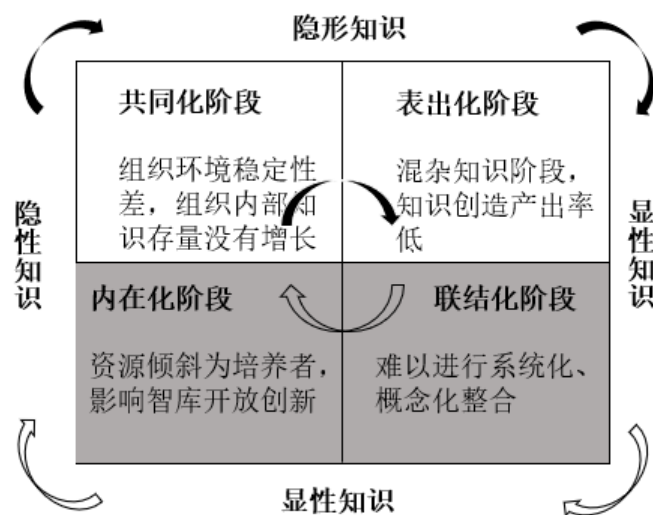 隐形知识
共同化阶段
组织环境稳定性
差，组织内部知
识存量没有增长
表出化阶段
混杂知识阶段，
知识创造产出率
低
隐性知识
显性知识
内在化阶段
资源倾斜为培养者，
影响智库开放创新
联结化阶段
难以进行系统化、
概念化整合
显性知识